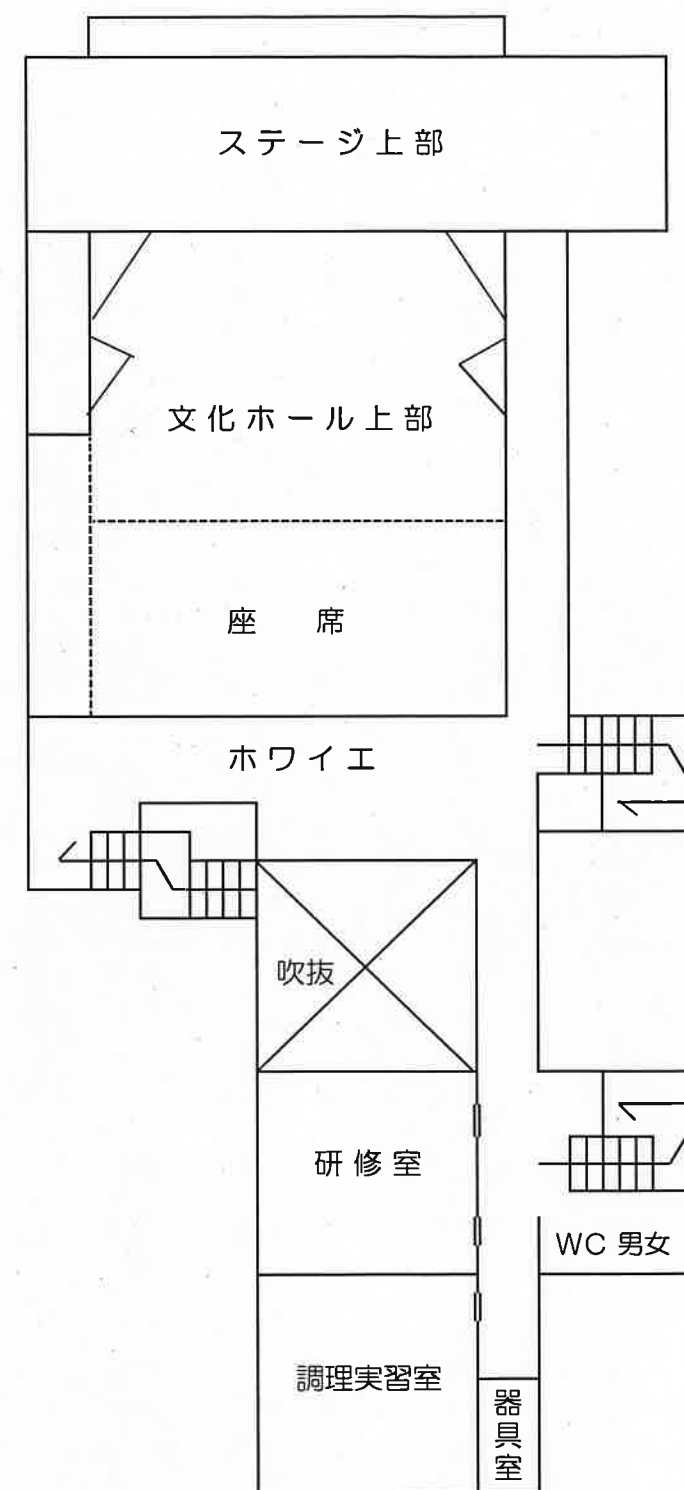 ステージ上部
文化ホール上部
座 席
ホワイエ
吹抜
研修室
WC 男女
調理実習室
器具室